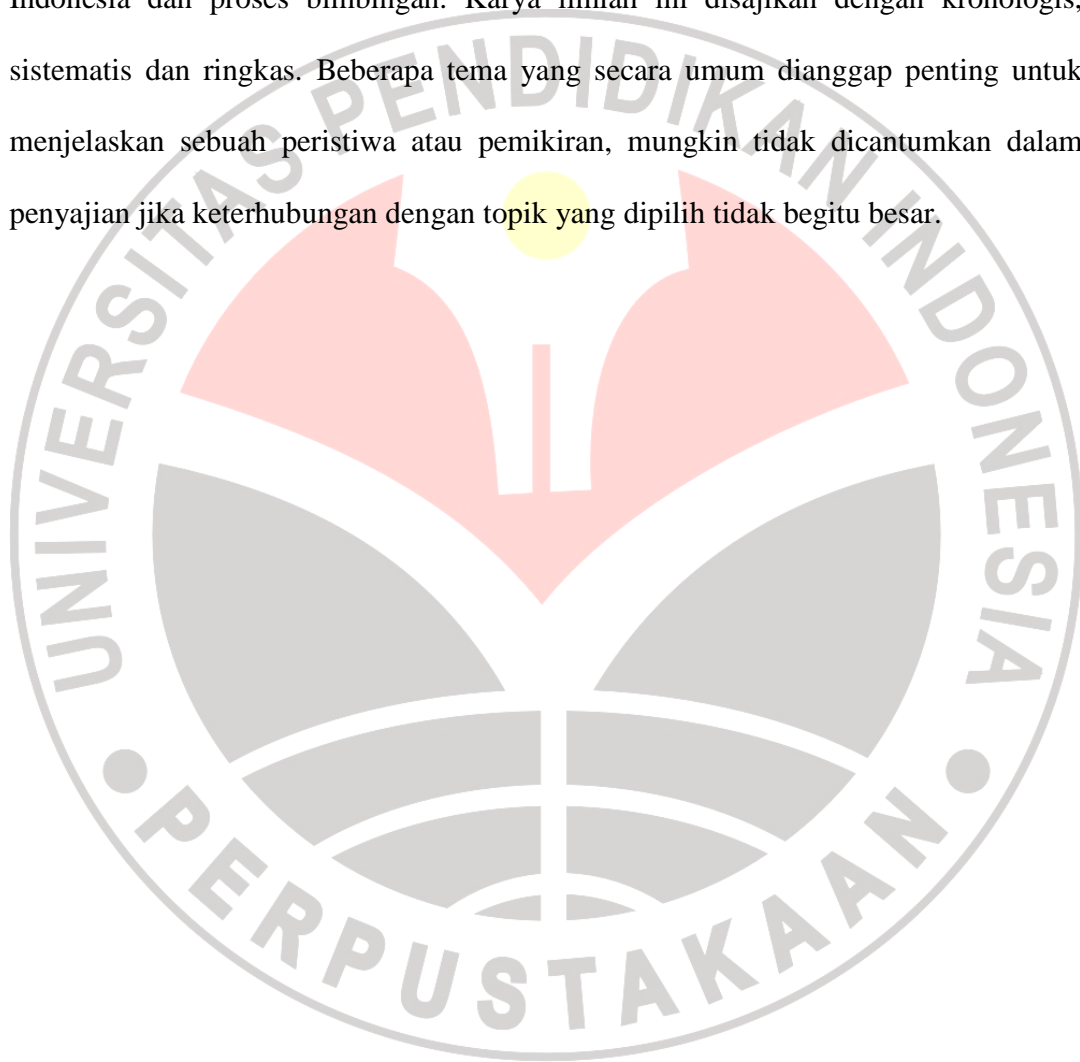 Indonesia dan proses bimbingan. Karya ilmiah ini disajikan dengan kronologis,
sistematis dan ringkas. Beberapa tema yang secara umum dianggap penting untuk
menjelaskan sebuah peristiwa atau pemikiran, mungkin tidak dicantumkan dalam
penyajian jika keterhubungan dengan topik yang dipilih tidak begitu besar.
UNIVERSITAS PENDIDIKAN INDONESIA
PERPUSTAKAAN